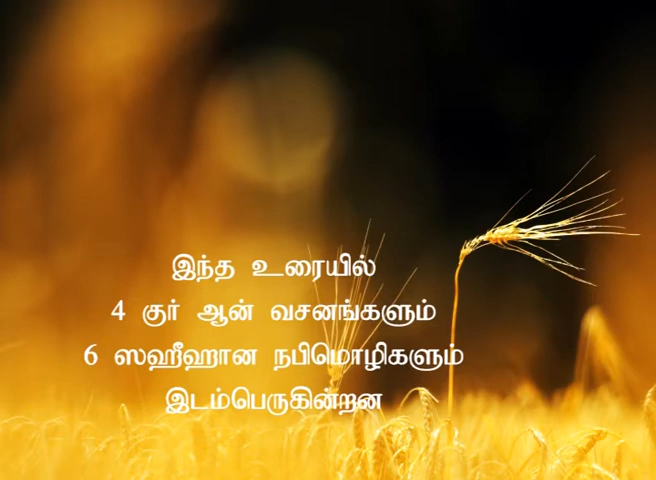 இந்த உரையில்
4 குர் ஆன் வசனங்களும்
6 ஸஹீஹான நபிமொழிகளும்
இடம்பெருகின்றன